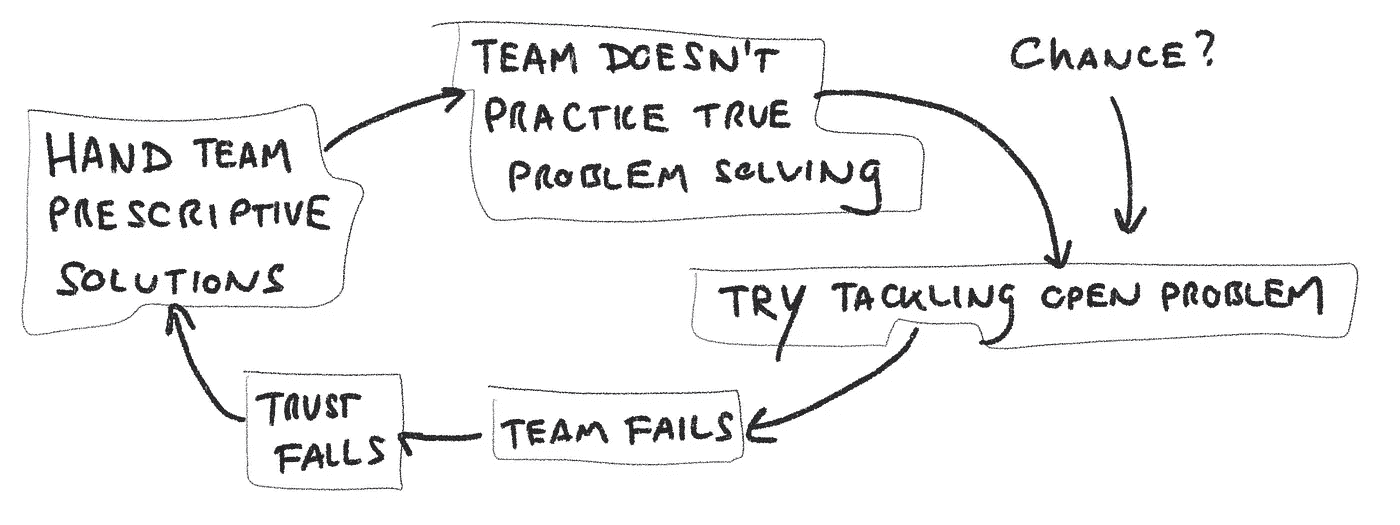 HAND TEAM
PRESCRIPTIVE
SOLUTIONS
TEAM DOESN'T
PRACTICE TRUE
PROBLEM SOLVING
CHANCE?
TRY TACKLING OPEN PROBLEM
TEAM FAILS
TRUST
FALLS